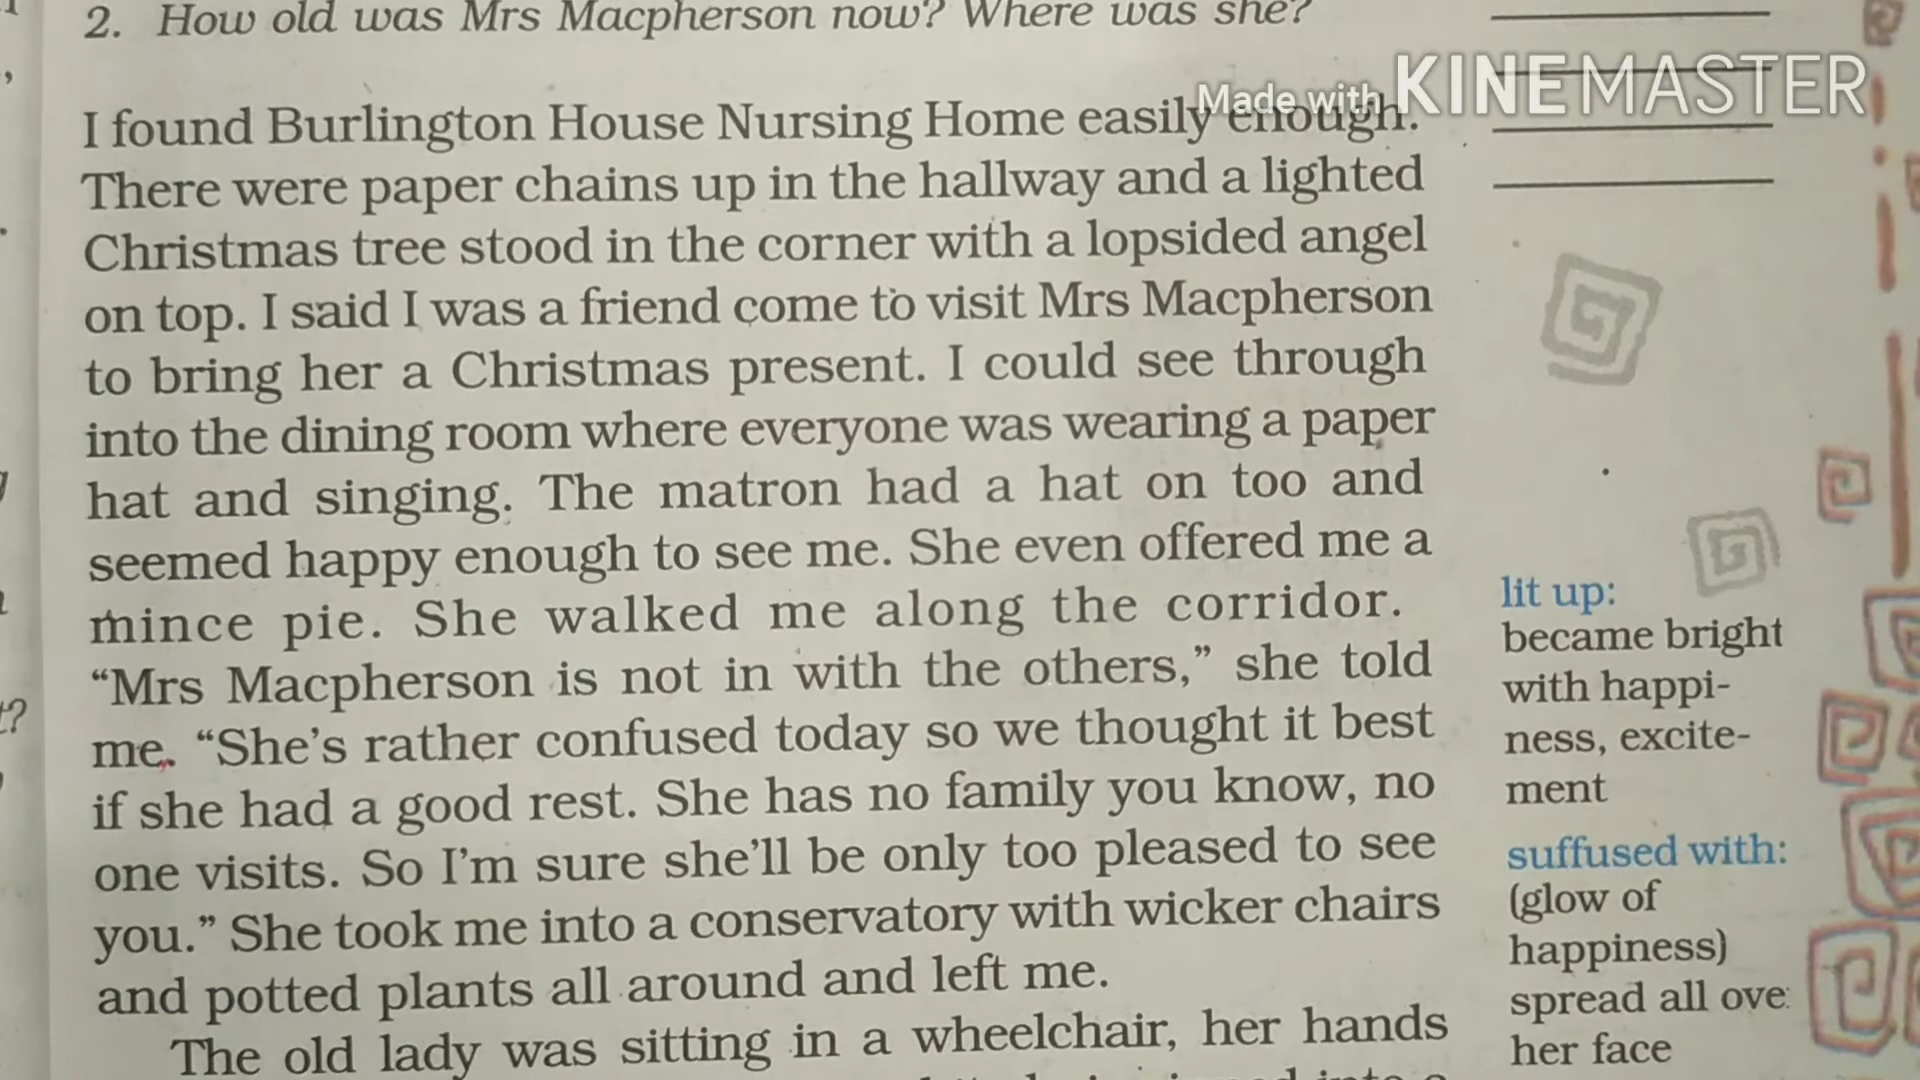 2. How old was Mrs Macpherson now? Where was she?
Made with KINEMASTER
I found Burlington House Nursing Home easily enough.
There were paper chains up in the hallway and a lighted
Christmas tree stood in the corner with a lopsided angel
on top. I said I was a friend come to visit Mrs Macpherson
to bring her a Christmas present. I could see through
into the dining room where everyone was wearing a paper
hat and singing. The matron had a hat on too and
seemed happy enough to see me. She even offered me a
mince pie. She walked me along the corridor.
“Mrs Macpherson is not in with the others,” she told
me. “She’s rather confused today so we thought it best
if she had a good rest. She has no family you know, no
one visits. So I’m sure she’ll be only too pleased to see
you.” She took me into a conservatory with wicker chairs
and potted plants all around and left me.
The old lady was sitting in a wheelchair, her hands
lit up:
became bright
with happi-
ness, excite-
ment
suffused with:
(glow of
happiness)
spread all ove
her face